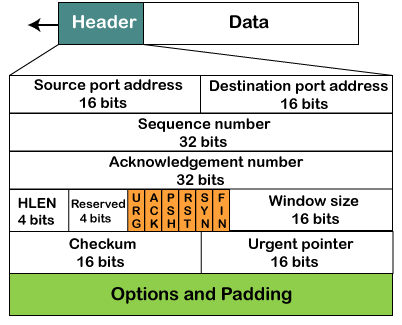 Header Data
Source port address Destination port address
16 bits 16 bits
Sequence number
32 bits
Acknowledgement number
32 bits
HLEN Reserved URG ACK PSH RST SYN FIN Window size
4 bits 4 bits 16 bits
Checkum Urgent pointer
16 bits 16 bits
Options and Padding